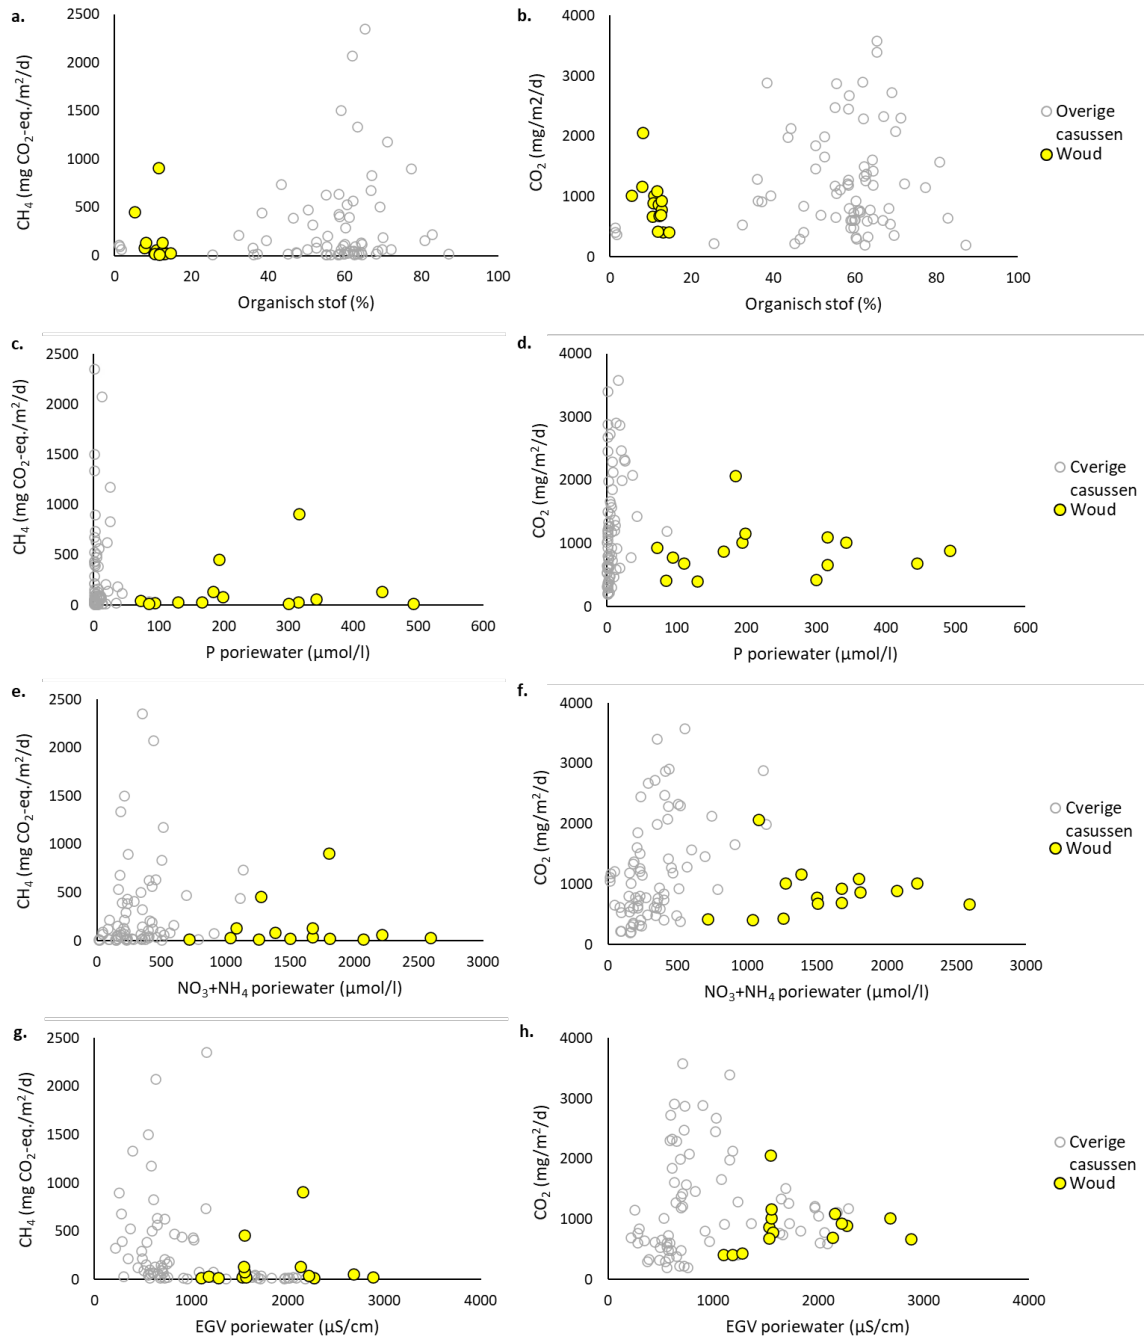 a.
2500
2000
1500
1000
500
0
CH4 (mg CO2-eq./m2/d)
0 20 40 60 80 100
Organisch stof (%)
b.
4000
3000
2000
1000
0
CO2 (mg/m2/d)
0 20 40 60 80 100
Organisch stof (%)
Overige
casussen
Woud
c.
2500
2000
1500
1000
500
0
CH4 (mg CO2-eq./m2/d)
0 100 200 300 400 500 600
P poriewater (µmol/l)
d.
4000
3000
2000
1000
0
CO2 (mg/m2/d)
0 100 200 300 400 500 600
P poriewater (µmol/l)
Cverige
casussen
Woud
e.
2500
2000
1500
1000
500
0
CH4 (mg CO2-eq./m2/d)
0 500 1000 1500 2000 2500 3000
NO3+NH4 poriewater (µmol/l)
f.
4000
3000
2000
1000
0
CO2 (mg/m2/d)
0 500 1000 1500 2000 2500 3000
NO3+NH4 poriewater (µmol/l)
Cverige
casussen
Woud
g.
2500
2000
1500
1000
500
0
CH4 (mg CO2-eq./m2/d)
0 1000 2000 3000 4000
EGV poriewater (µS/cm)
h.
4000
3000
2000
1000
0
CO2 (mg/m2/d)
0 1000 2000 3000 4000
EGV poriewater (µS/cm)
Cverige
casussen
Woud